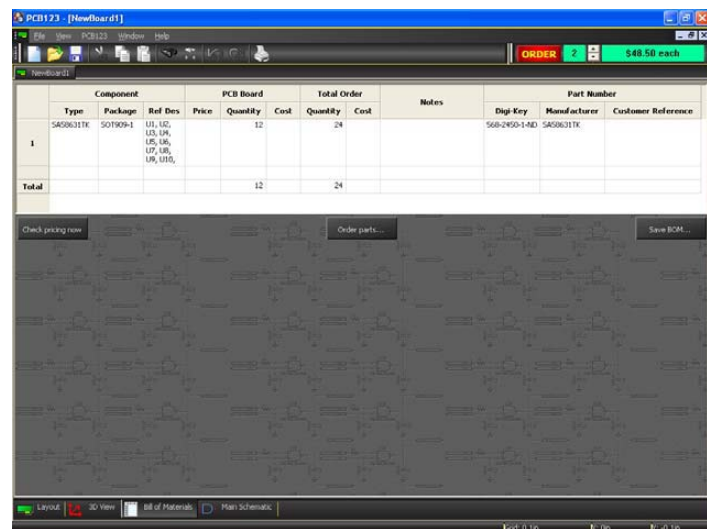 PCB123 - [NewBoard1]
File View PCB123 Window Help
ORDER 2 $48.50 each
NewBoard1
Component PCB Board Total Order Notes Part Number
Type Package Ref Des Price Quantity Cost Quantity Cost Digi-Key Manufacturer Customer Reference
1 SA58631TK SOT909-1 U1, U2, 12 24 568-2450-1-ND SA58631TK
U3, U4,
U5, U6,
U7, U8,
U9, U10,
Total 12 24
Check pricing now Order parts... Save BOM...
Layout 3D View Bill of Materials Main Schematic